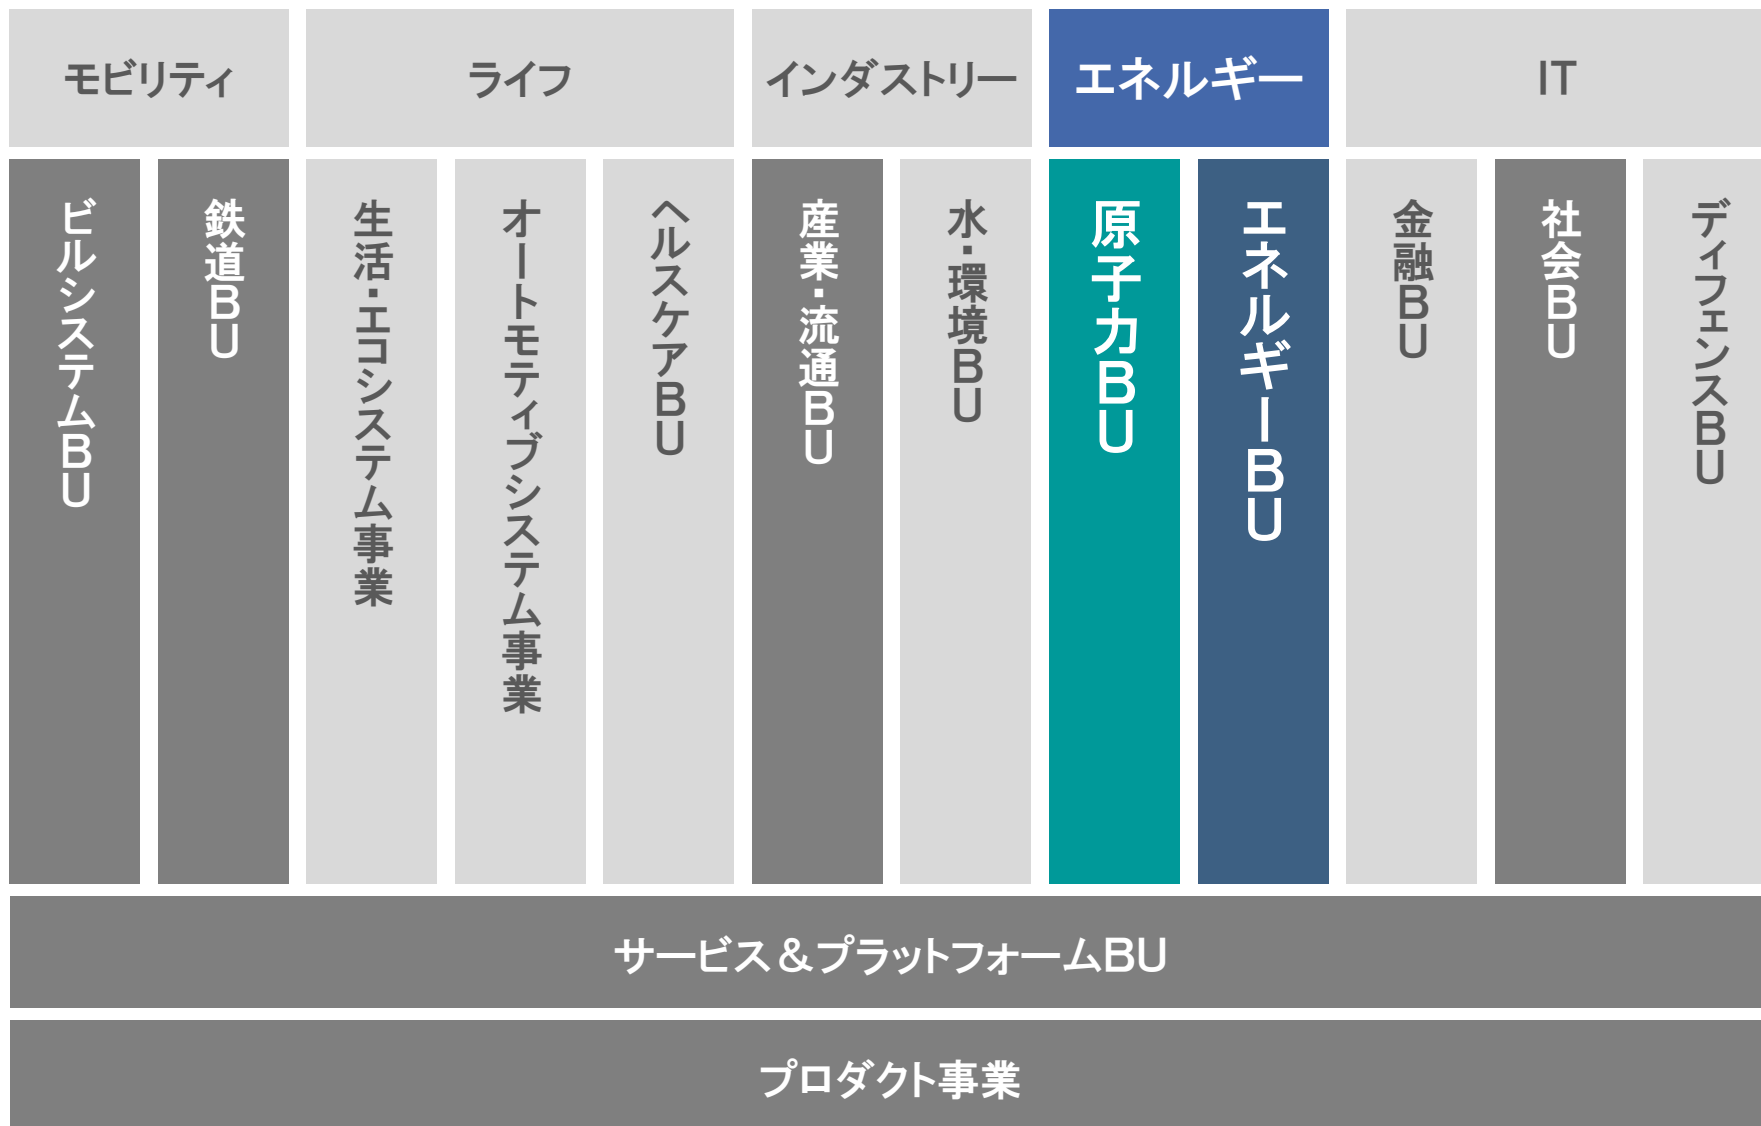 モビリティ
ライフ
インダストリー
エネルギー
IT
ビルシステムBU
鉄道BU
生活・エコシステム事業
オートモティブシステム事業
ヘルスケアBU
産業・流通BU
水・環境BU
原子力BU
エネルギーBU
金融BU
社会BU
ディフェンスBU
サービス＆プラットフォームBU
プロダクト事業